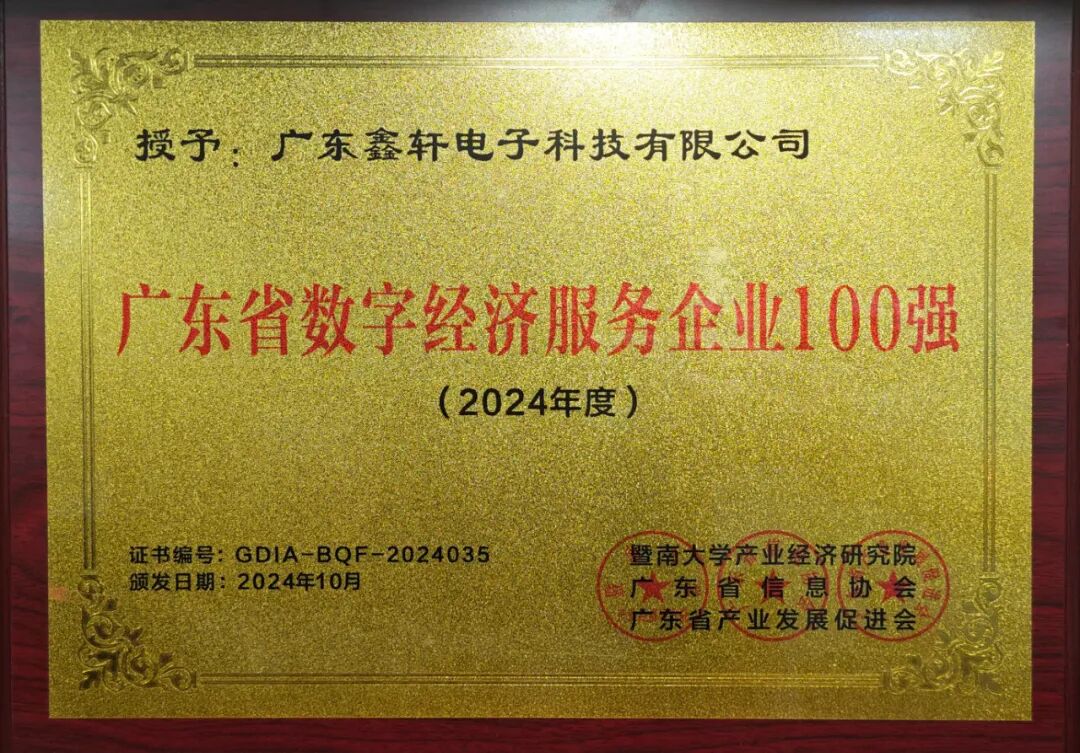 授予：广东鑫轩电子科技有限公司
广东省数字经济服务企业100强
（2024年度）
证书编号：GDIA-BQF-2024035
颁发日期：2024年10月
暨南大学产业经济研究院
广东省信息协会
广东省产业发展促进会